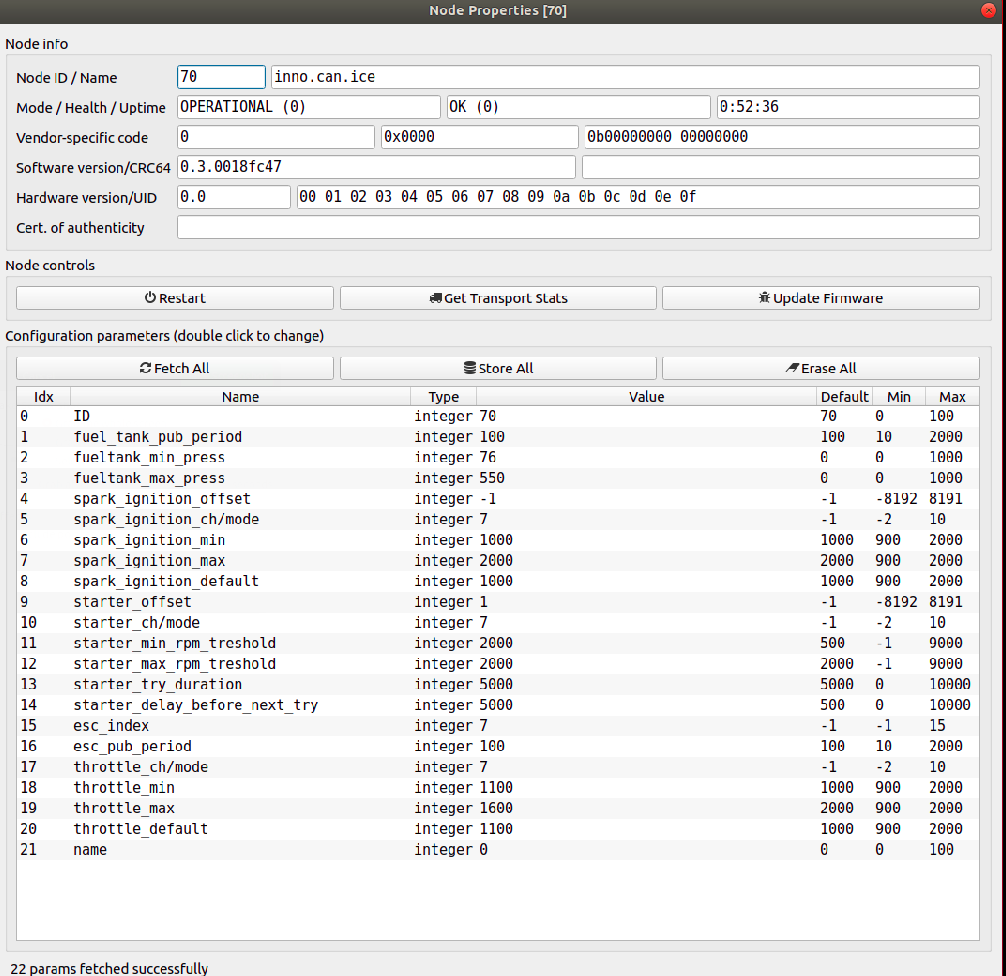 Node Properties [70]
Node info
Node ID / Name 70 inno.can.ice
Mode / Health / Uptime OPERATIONAL (0) OK (0) 0:52:36
Vendor-specific code 0 0x0000 0b00000000 00000000
Software version/CRC64 0.3.0018fc47
Hardware version/UID 0.0 00 01 02 03 04 05 06 07 08 09 0a 0b 0c 0d 0e 0f
Cert. of authenticity
Node controls
Restart Get Transport Stats Update Firmware
Configuration parameters (double click to change)
Fetch All Store All Erase All
Idx Name Type Value Default Min Max
0 ID integer 70 70 0 100
1 fuel_tank_pub_period integer 100 100 10 2000
2 fueltank_min_press integer 76 0 0 1000
3 fueltank_max_press integer 550 0 0 1000
4 spark_ignition_offset integer -1 -1 -8192 8191
5 spark_ignition_ch/mode integer 7 -1 -2 10
6 spark_ignition_min integer 1000 1000 900 2000
7 spark_ignition_max integer 2000 2000 900 2000
8 spark_ignition_default integer 1000 1000 900 2000
9 starter_offset integer 1 -1 -8192 8191
10 starter_ch/mode integer 7 -1 -2 10
11 starter_min_rpm_treshold integer 2000 500 -1 9000
12 starter_max_rpm_treshold integer 2000 2000 -1 9000
13 starter_try_duration integer 5000 5000 0 10000
14 starter_delay_before_next_try integer 5000 500 0 10000
15 esc_index integer 7 -1 -1 15
16 esc_pub_period integer 100 100 10 2000
17 throttle_ch/mode integer 7 -1 -2 10
18 throttle_min integer 1100 1000 900 2000
19 throttle_max integer 1600 2000 900 2000
20 throttle_default integer 1100 1000 900 2000
21 name integer 0 0 0 100
22 params fetched successfully